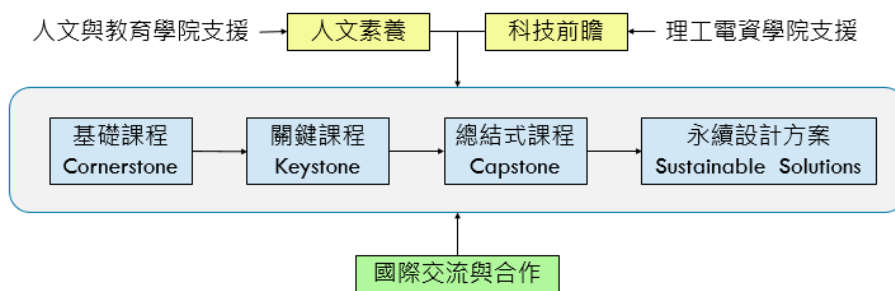 人文與教育學院支援
人文素養
科技前瞻
理工電資學院支援
基礎課程
Cornerstone
關鍵課程
Keystone
總結式課程
Capstone
永續設計方案
Sustainable Solutions
國際交流與合作